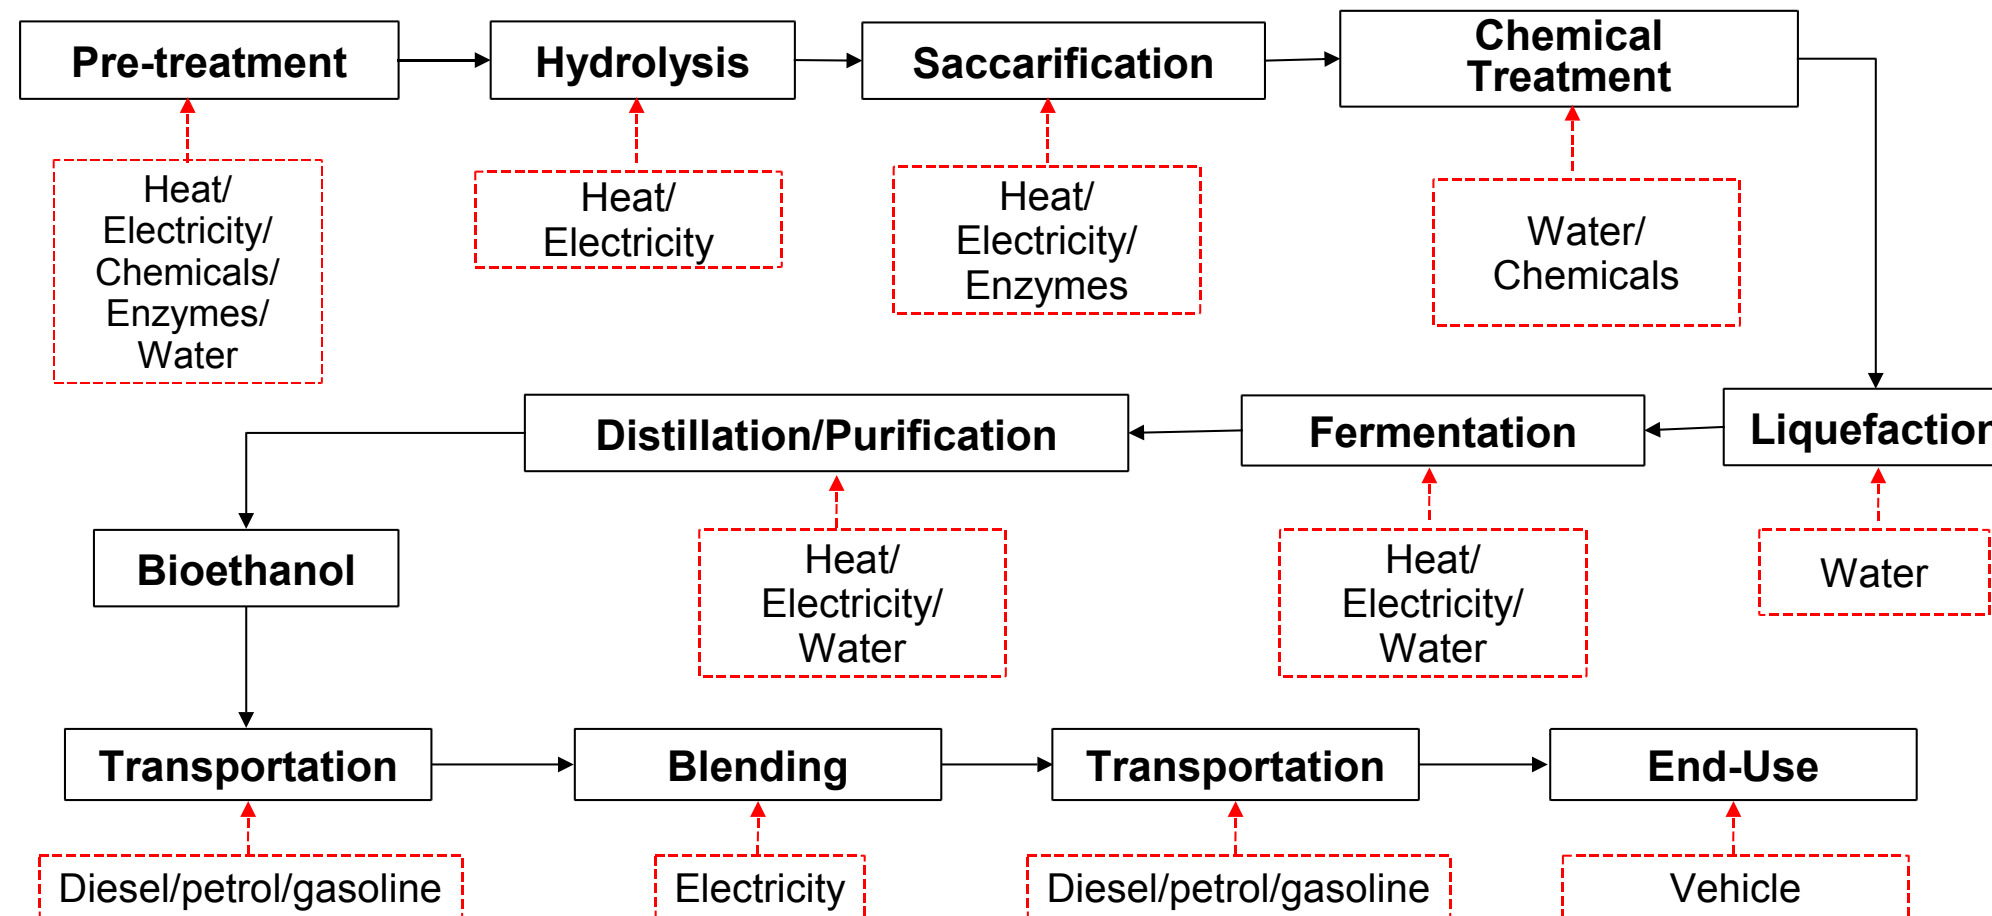 Pre-treatment
Hydrolysis
Saccarification
Chemical
Treatment
Heat/
Electricity/
Chemicals/
Enzymes/
Water
Heat/
Electricity
Heat/
Electricity/
Enzymes
Water/
Chemicals
Distillation/Purification
Fermentation
Liquefaction
Bioethanol
Heat/
Electricity/
Water
Heat/
Electricity/
Water
Water
Transportation
Blending
Transportation
End-Use
Diesel/petrol/gasoline
Electricity
Diesel/petrol/gasoline
Vehicle